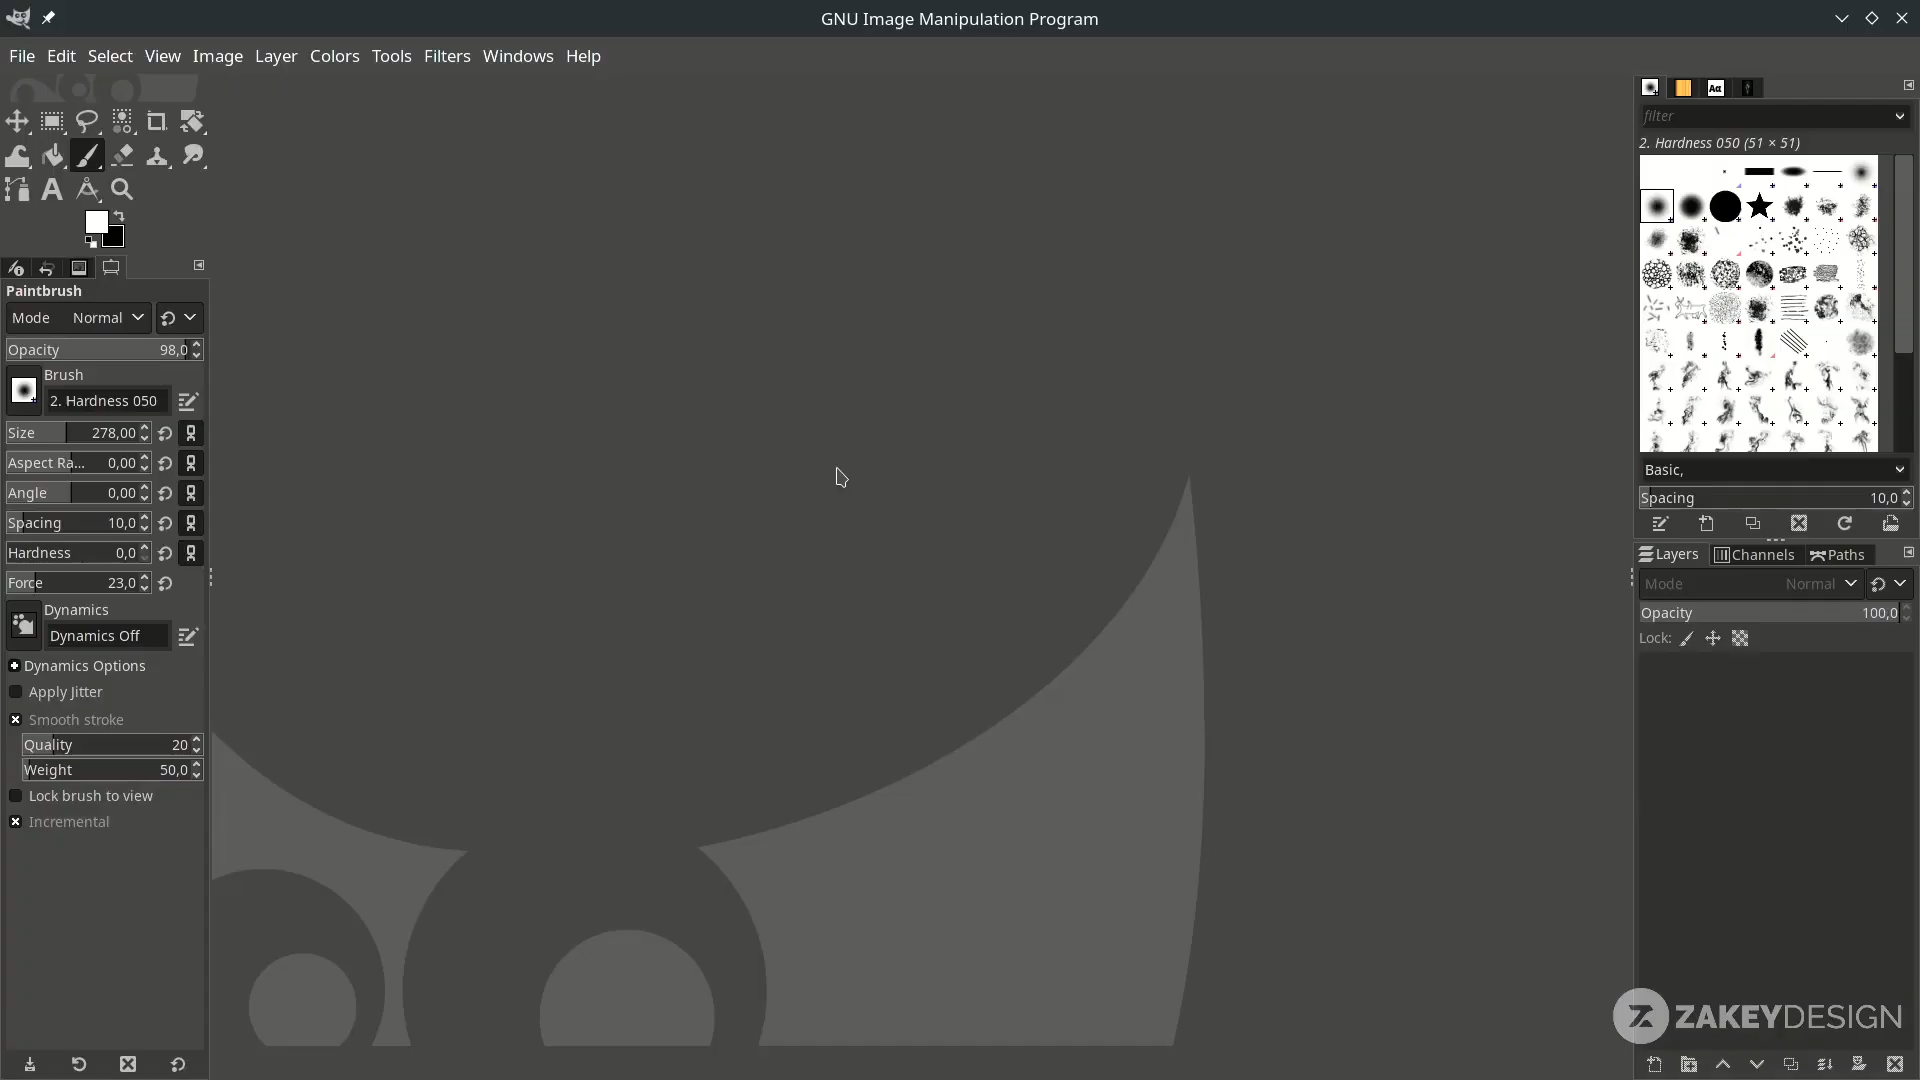 GNU Image Manipulation Program
File Edit Select View Image Layer Colors Tools Filters Windows Help
Paintbrush
Mode Normal
Opacity 98,0
Brush
2. Hardness 050
Size 278,00
Aspect Ra... 0,00
Angle 0,00
Spacing 10,0
Hardness 0,0
Force 23,0
Dynamics
Dynamics Off
Dynamics Options
Apply Jitter
Smooth stroke
Quality 20
Weight 50,0
Lock brush to view
Incremental
Aa
filter
2. Hardness 050 (51 × 51)
Basic,
Spacing 10,0
Layers Channels Paths
Mode Normal
Opacity 100,0
Lock:
ZAKEYDESIGN